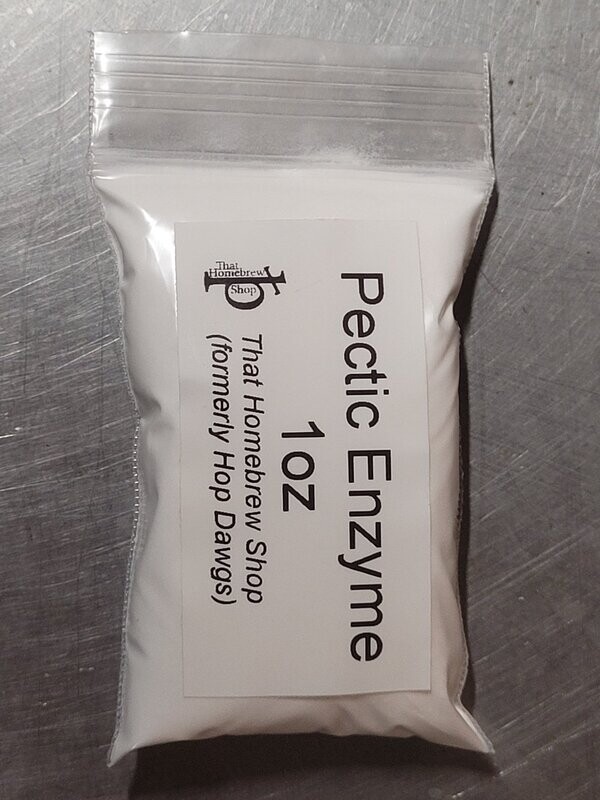 Pectic Enzyme
1oz
That Homebrew Shop
(formerly Hop Dawgs)
That
Homebrew
Shop